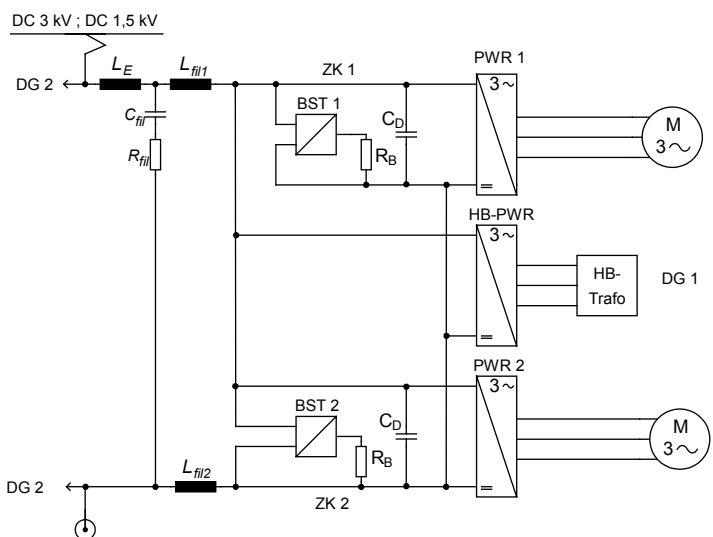 DC 3 kV ; DC 1,5 kV
DG 2
L_E
L_fil1
ZK 1
PWR 1
3~
C_fil
BST 1
C_D
M
3~
R_fil
R_B
=
HB-PWR
3~
HB-
Trafo
DG 1
=
PWR 2
3~
BST 2
C_D
M
3~
R_B
DG 2
L_fil2
ZK 2
=